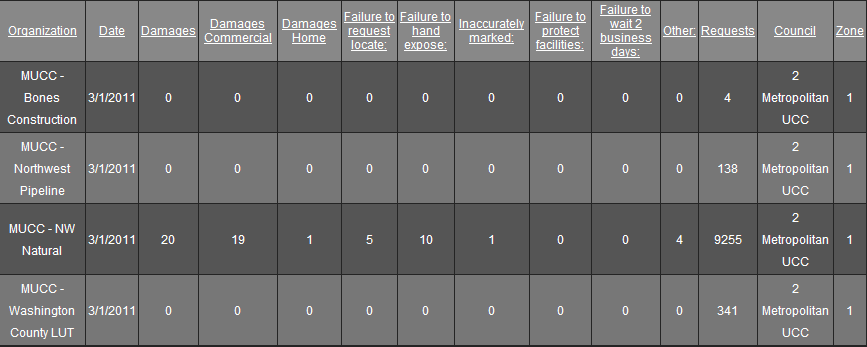 Organization Date Damages Damages Commercial Damages Home Failure to request locate: Failure to hand expose: Inaccurately marked: Failure to protect facilities: Failure to wait 2 business days: Other: Requests Council Zone
MUCC - Bones Construction 3/1/2011 0 0 0 0 0 0 0 0 0 4 2 Metropolitan UCC 1
MUCC - Northwest Pipeline 3/1/2011 0 0 0 0 0 0 0 0 0 138 2 Metropolitan UCC 1
MUCC - NW Natural 3/1/2011 20 19 1 5 10 1 0 0 4 9255 2 Metropolitan UCC 1
MUCC - Washington County LUT 3/1/2011 0 0 0 0 0 0 0 0 0 341 2 Metropolitan UCC 1